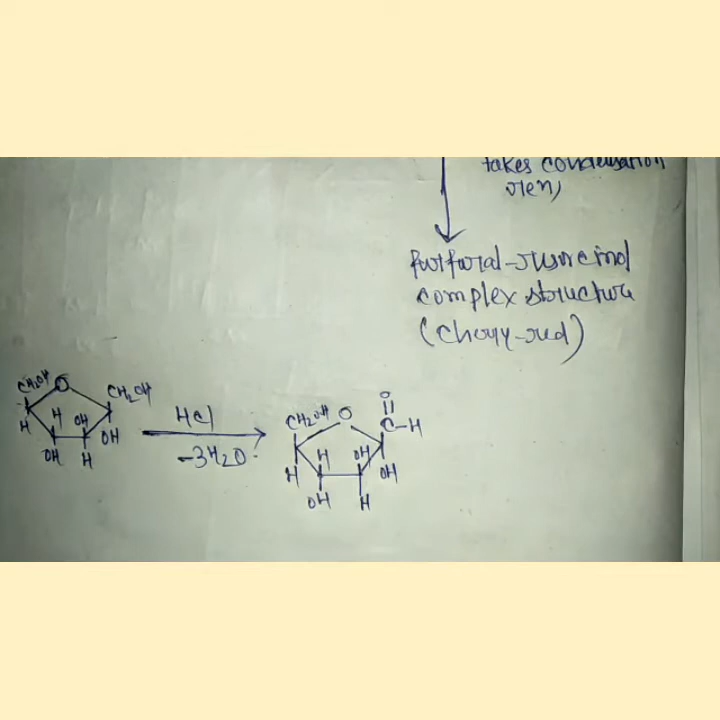 takes condensation
rxen,
furfural-resorcinol
complex structure
(cherry-red)
CH2OH O CH2OH
H H OH OH
OH H
HCl
-3H2O.
CH2OH O O
C-H
H H OH OH
OH H